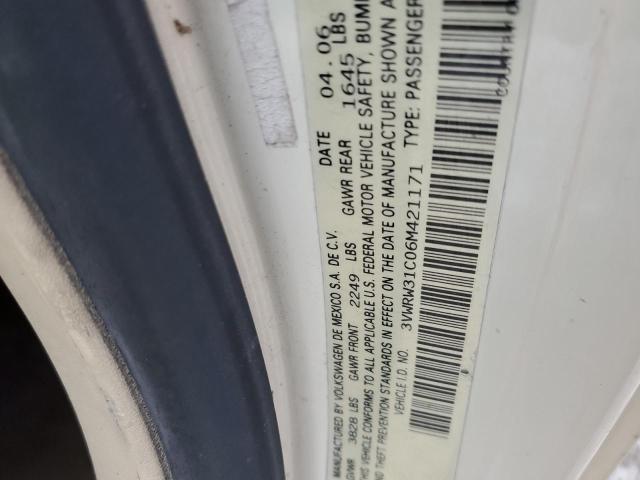 MANUFACTURED BY VOLKSWAGEN DE MEXICO S.A. DE C.V. DATE 04.06
GVWR 3828 LBS GAWR FRONT 2249 LBS GAWR REAR 1645 LBS
THIS VEHICLE CONFORMS TO ALL APPLICABLE U.S. FEDERAL MOTOR VEHICLE SAFETY, BUM
AND THEFT PREVENTION STANDARDS IN EFFECT ON THE DATE OF MANUFACTURE SHOWN A
VEHICLE I.D. NO. 3VWRW31C06M421171 TYPE: PASSENGER